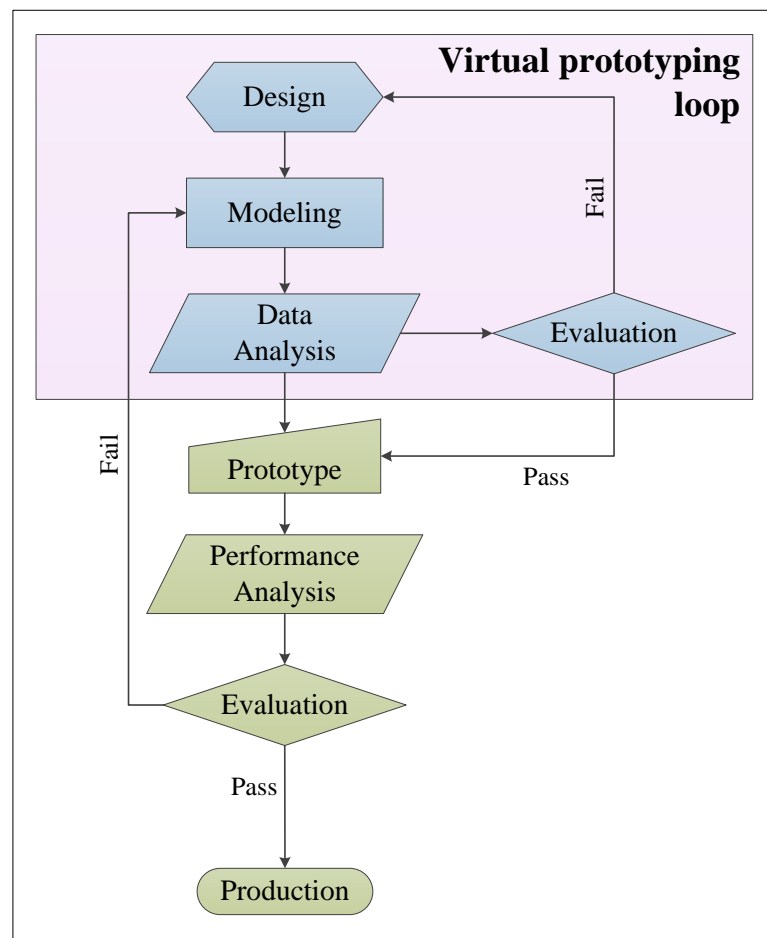 Virtual prototyping
loop
Design
Fail
Modeling
Data
Analysis
Evaluation
Fail
Prototype
Pass
Performance
Analysis
Evaluation
Pass
Production